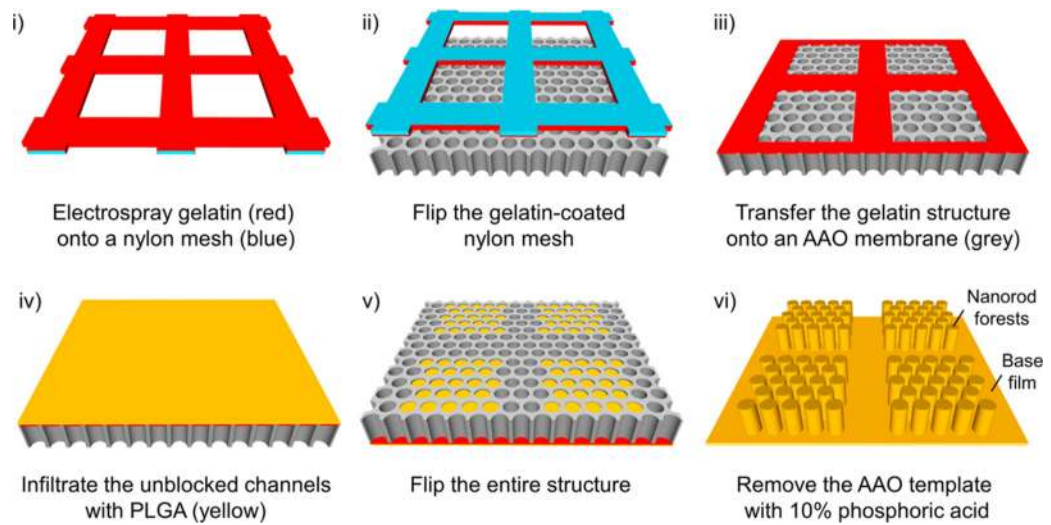 i)
ii)
iii)
Electrospray gelatin (red)
onto a nylon mesh (blue)
Flip the gelatin-coated
nylon mesh
Transfer the gelatin structure
onto an AAO membrane (grey)
iv)
v)
vi)
Nanorod
forests
Base
film
Infiltrate the unblocked channels
with PLGA (yellow)
Flip the entire structure
Remove the AAO template
with 10% phosphoric acid